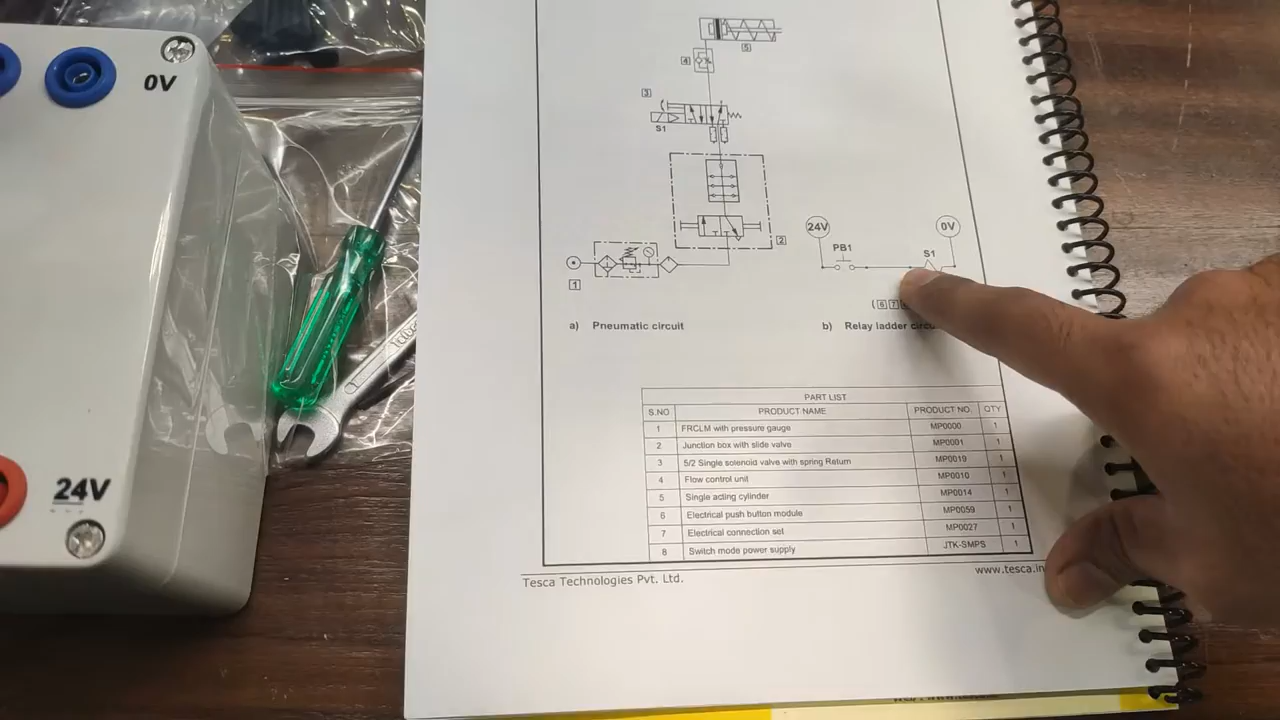 0V
24V
5
4
3
S1
2
1
24V
0V
PB1
S1
6 7
a) Pneumatic circuit
b) Relay ladder
PART LIST
S.NO PRODUCT NAME PRODUCT NO. QTY
1 FRCLM with pressure gauge MP0000 1
2 Junction box with slide valve MP0001 1
3 5/2 Single solenoid valve with spring Return MP0019 1
4 Flow control unit MP0010 1
5 Single acting cylinder MP0014 1
6 Electrical push button module MP0059 1
7 Electrical connection set MP0027 1
8 Switch mode power supply JTK-SMPS 1
Tesca Technologies Pvt. Ltd. www.tesca.in